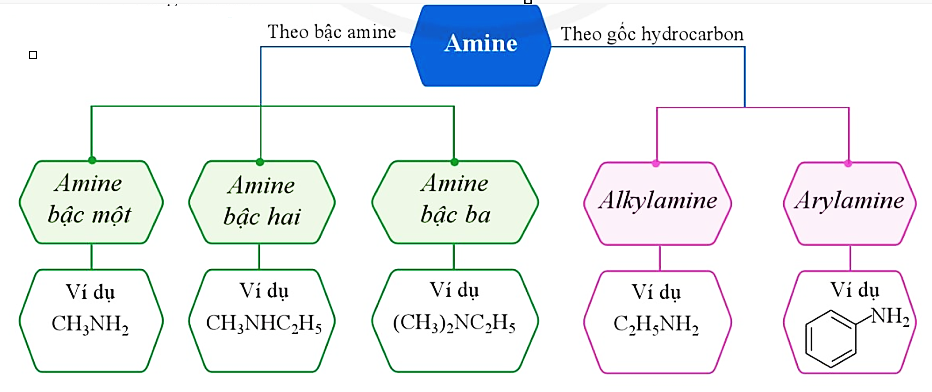 Theo bậc amine
Amine
Theo gốc hydrocarbon
Amine
bậc một
Amine
bậc hai
Amine
bậc ba
Alkylamine
Arylamine
Ví dụ
CH₃NH₂
Ví dụ
CH₃NHC₂H₅
Ví dụ
(CH₃)₂NC₂H₅
Ví dụ
C₂H₅NH₂
Ví dụ
NH₂